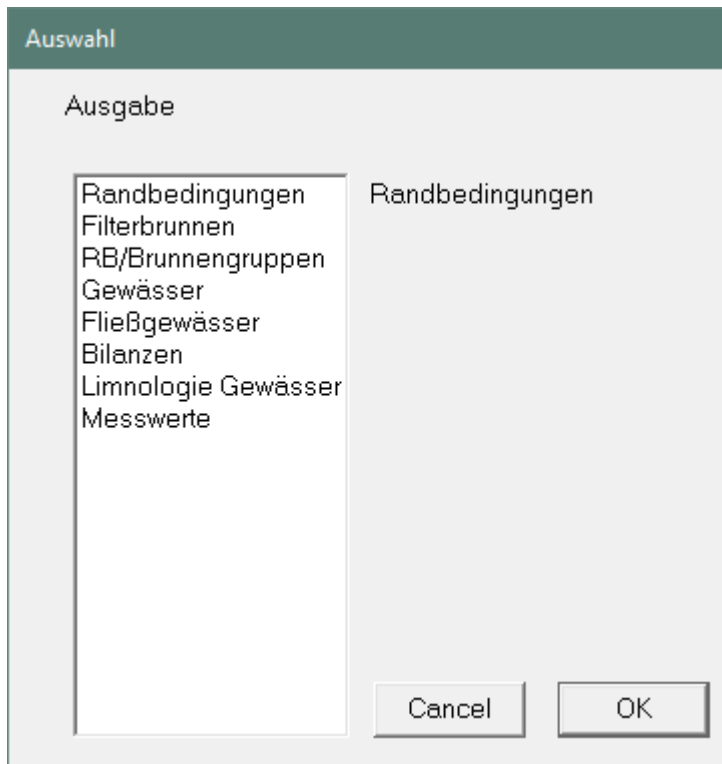 Auswahl
Ausgabe
Randbedingungen
Filterbrunnen
RB/Brunnengruppen
Gewässer
Fließgewässer
Bilanzen
Limnologie Gewässer
Messwerte
Randbedingungen
Cancel
OK